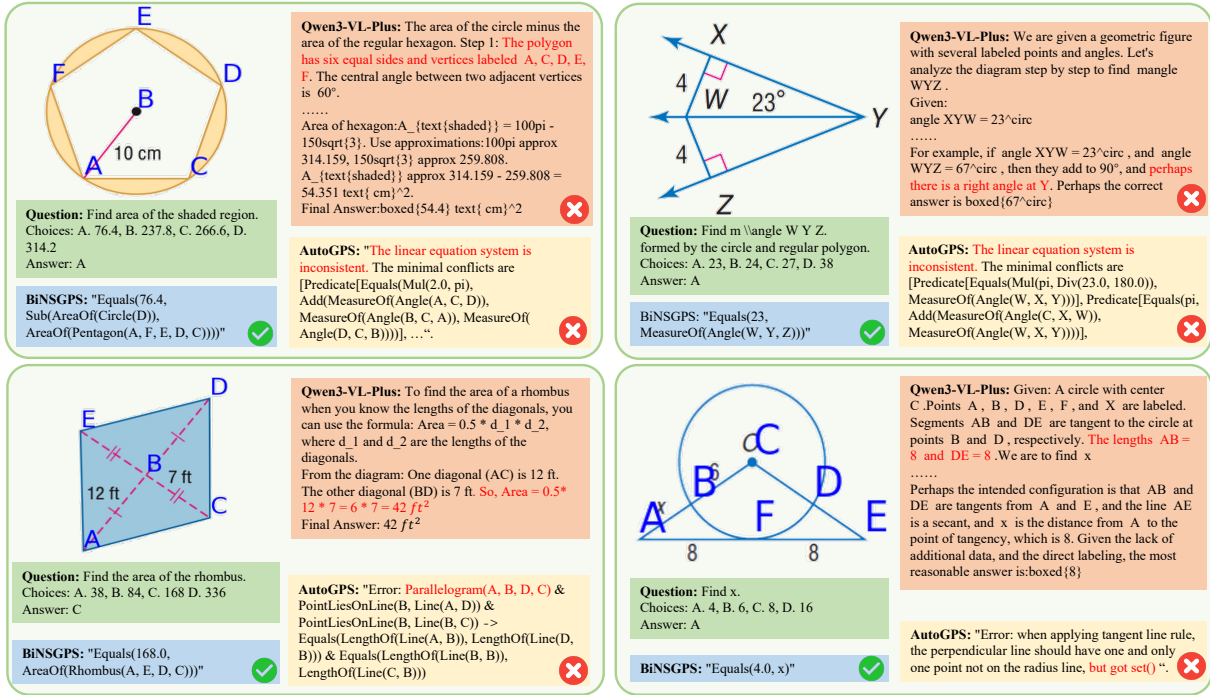 E
F
D
B
10 cm
A
C
Question: Find area of the shaded region.
Choices: A. 76.4, B. 237.8, C. 266.6, D.
314.2
Answer: A
BiNSGPS: "Equals(76.4,
Sub(AreaOf(Circle(D)),
AreaOf(Pentagon(A, F, E, D, C))))"
Qwen3-VL-Plus: The area of the circle minus the
area of the regular hexagon. Step 1: The polygon
has six equal sides and vertices labeled A, C, D, E,
F. The central angle between two adjacent vertices
is 60°.
......
Area of hexagon:A_{text{shaded}} = 100pi -
150sqrt{3}. Use approximations:100pi approx
314.159, 150sqrt{3} approx 259.808.
A_{text{shaded}} approx 314.159 - 259.808 =
54.351 text{ cm}^2.
Final Answer:boxed{54.4} text{ cm}^2
AutoGPS: "The linear equation system is
inconsistent. The minimal conflicts are
[Predicate[Equals(Mul(2.0, pi),
Add(MeasureOf(Angle(A, C, D)),
MeasureOf(Angle(B, C, A)), MeasureOf(
Angle(D, C, B))))], …“.
X
4
W
23°
Y
4
Z
Question: Find m \\angle W Y Z.
formed by the circle and regular polygon.
Choices: A. 23, B. 24, C. 27, D. 38
Answer: A
BiNSGPS: "Equals(23,
MeasureOf(Angle(W, Y, Z)))"
Qwen3-VL-Plus: We are given a geometric figure
with several labeled points and angles. Let's
analyze the diagram step by step to find mangle
WYZ .
Given:
angle XYW = 23^circ
......
For example, if angle XYW = 23^circ , and angle
WYZ = 67^circ , then they add to 90°, and perhaps
there is a right angle at Y. Perhaps the correct
answer is boxed{67^circ}
AutoGPS: The linear equation system is
inconsistent. The minimal conflicts are
[Predicate[Equals(Mul(pi, Div(23.0, 180.0)),
MeasureOf(Angle(W, X, Y)))], Predicate[Equals(pi,
Add(MeasureOf(Angle(C, X, W)),
MeasureOf(Angle(W, X, Y))))],
D
E
B
7 ft
12 ft
C
A
Question: Find the area of the rhombus.
Choices: A. 38, B. 84, C. 168 D. 336
Answer: C
BiNSGPS: "Equals(168.0,
AreaOf(Rhombus(A, E, D, C)))"
Qwen3-VL-Plus: To find the area of a rhombus
when you know the lengths of the diagonals, you
can use the formula: Area = 0.5 * d_1 * d_2,
where d_1 and d_2 are the lengths of the
diagonals.
From the diagram: One diagonal (AC) is 12 ft.
The other diagonal (BD) is 7 ft. So, Area = 0.5*
12 * 7 = 6 * 7 = 42 ft²
Final Answer: 42 ft²
AutoGPS: "Error: Parallelogram(A, B, D, C) &
PointLiesOnLine(B, Line(A, D)) &
PointLiesOnLine(B, Line(B, C)) ->
Equals(LengthOf(Line(A, B)), LengthOf(Line(D,
B))) & Equals(LengthOf(Line(B, B)),
LengthOf(Line(C, B)))
C
B
6
D
A
x
F
E
8
8
Question: Find x.
Choices: A. 4, B. 6, C. 8, D. 16
Answer: A
BiNSGPS: "Equals(4.0, x)"
Qwen3-VL-Plus: Given: A circle with center
C .Points A , B , D , E , F , and X are labeled.
Segments AB and DE are tangent to the circle at
points B and D , respectively. The lengths AB =
8 and DE = 8 .We are to find x
......
Perhaps the intended configuration is that AB and
DE are tangents from A and E , and the line AE
is a secant, and x is the distance from A to the
point of tangency, which is 8. Given the lack of
additional data, and the direct labeling, the most
reasonable answer is:boxed{8}
AutoGPS: "Error: when applying tangent line rule,
the perpendicular line should have one and only
one point not on the radius line, but got set() “.